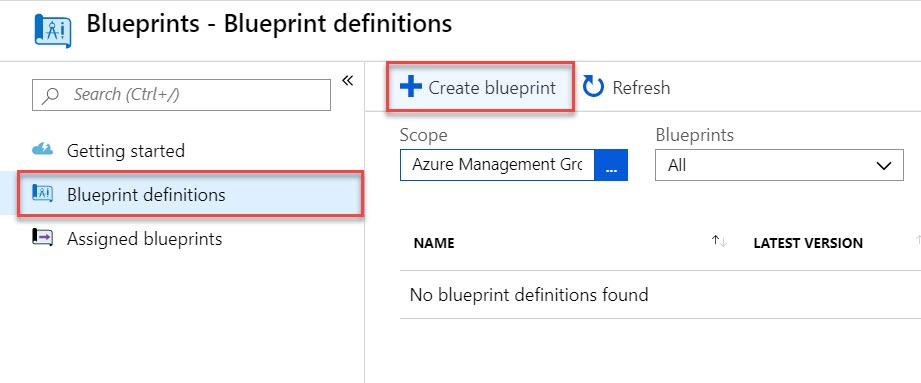 Blueprints - Blueprint definitions
Search (Ctrl+/)
Getting started
Blueprint definitions
Assigned blueprints
Create blueprint
Refresh
Scope
Blueprints
Azure Management Gro
...
All
NAME
LATEST VERSION
No blueprint definitions found